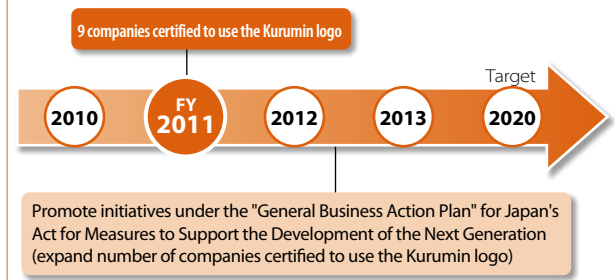 9 companies certified to use the Kurumin logo
Target
2010
FY
2011
2012
2013
2020
Promote initiatives under the "General Business Action Plan" for Japan's
Act for Measures to Support the Development of the Next Generation
(expand number of companies certified to use the Kurumin logo)